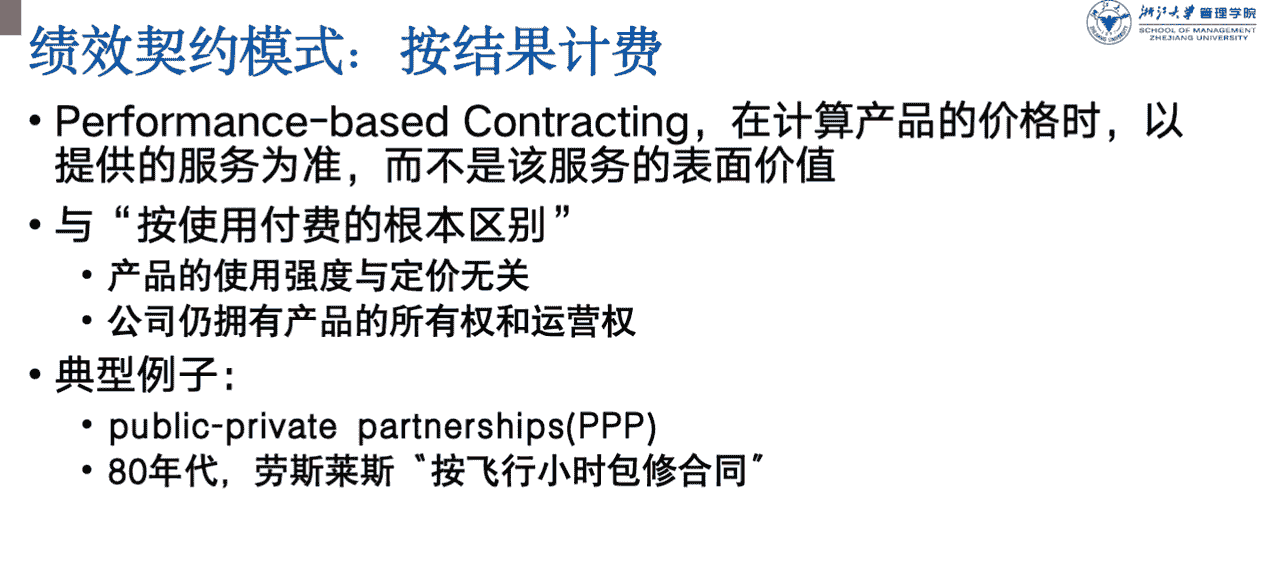 浙江大学管理学院
SCHOOL OF MANAGEMENT
ZHEJIANG UNIVERSITY
绩效契约模式：按结果计费
• Performance-based Contracting，在计算产品的价格时，以
提供的服务为准，而不是该服务的表面价值
• 与“按使用付费的根本区别”
• 产品的使用强度与定价无关
• 公司仍拥有产品的所有权和运营权
• 典型例子：
• public-private partnerships(PPP)
• 80年代，劳斯莱斯〝按飞行小时包修合同〞